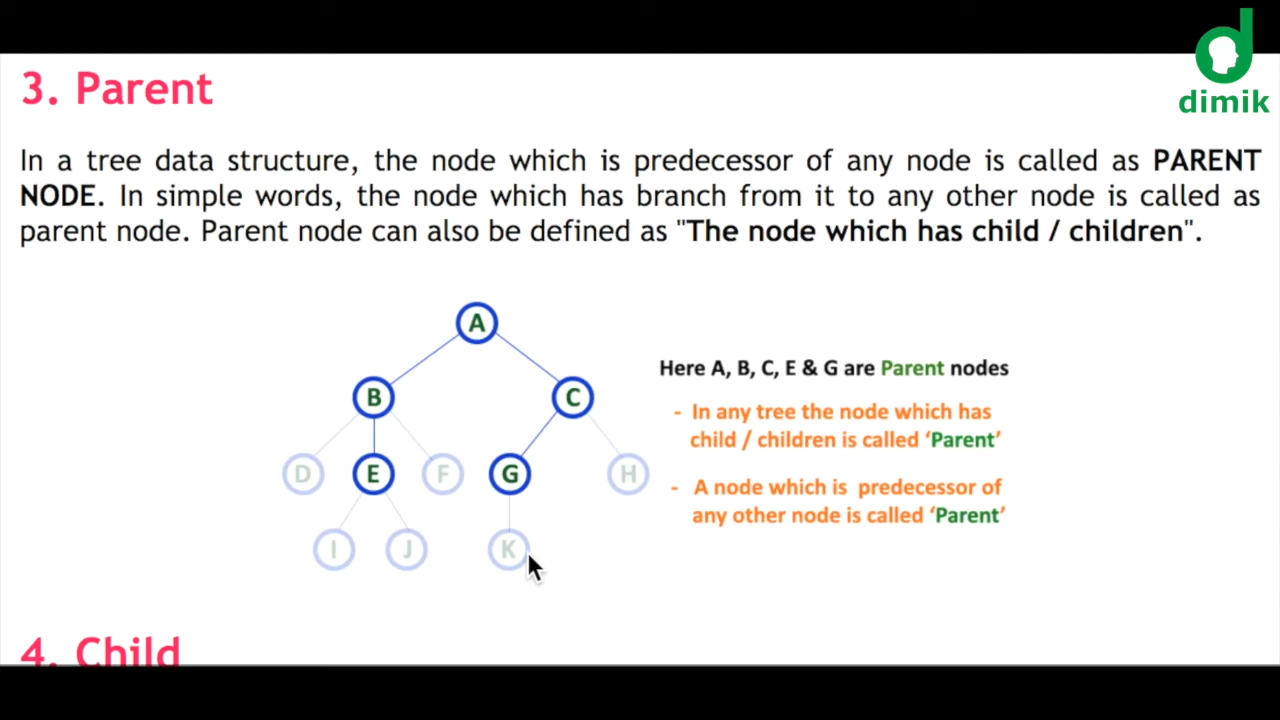 dimik
3. Parent
In a tree data structure, the node which is predecessor of any node is called as PARENT
NODE. In simple words, the node which has branch from it to any other node is called as
parent node. Parent node can also be defined as "The node which has child / children".
A
B C
D E F G H
I J K
Here A, B, C, E & G are Parent nodes
- In any tree the node which has
child / children is called ‘Parent’
- A node which is predecessor of
any other node is called ‘Parent’
4. Child